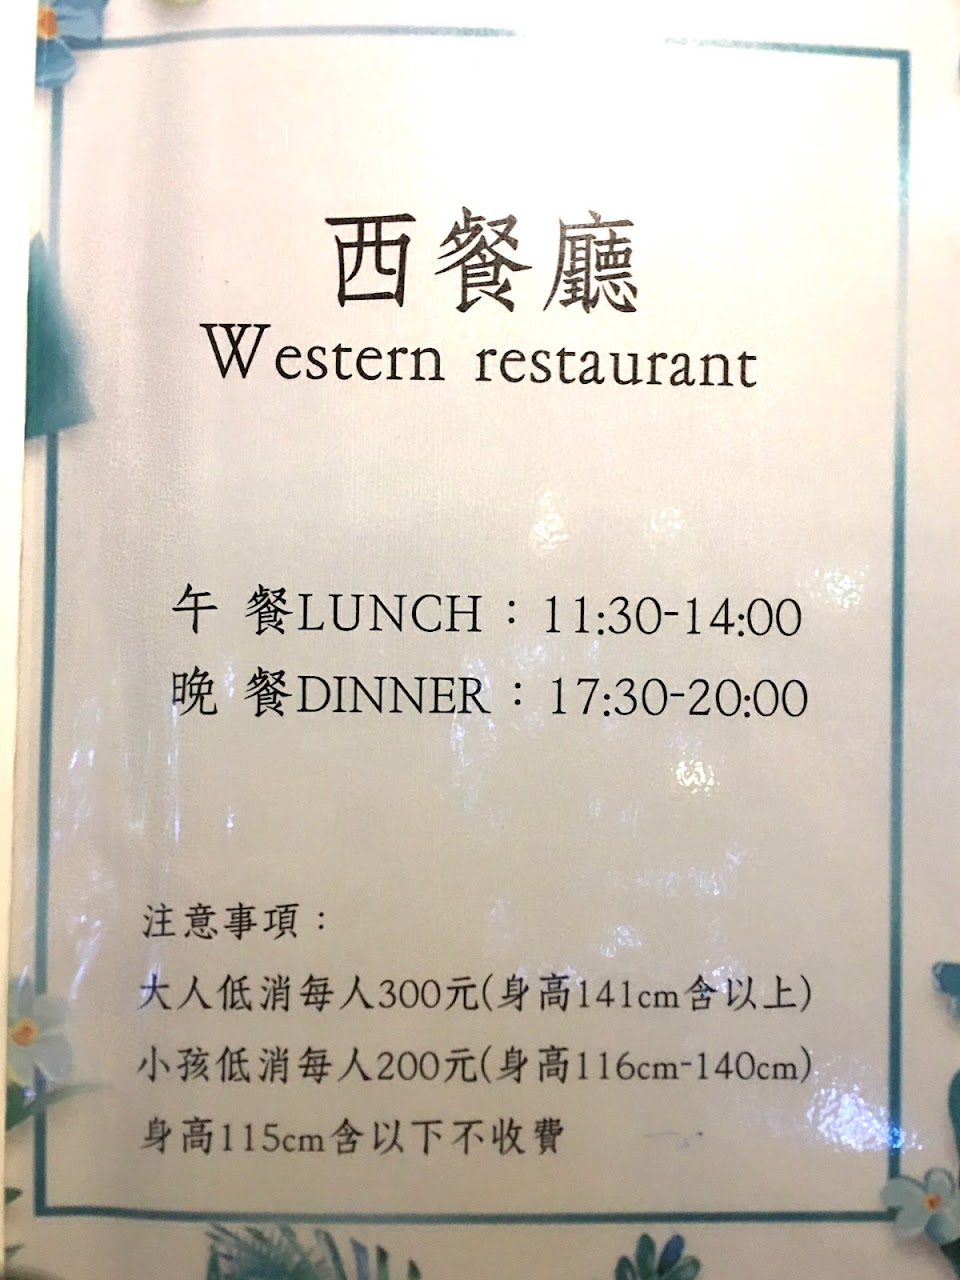 西餐廳
Western restaurant
午 餐LUNCH：11:30-14:00
晚 餐DINNER：17:30-20:00
注意事項：
大人低消每人300元(身高141cm含以上)
小孩低消每人200元(身高116cm-140cm)
身高115cm含以下不收費